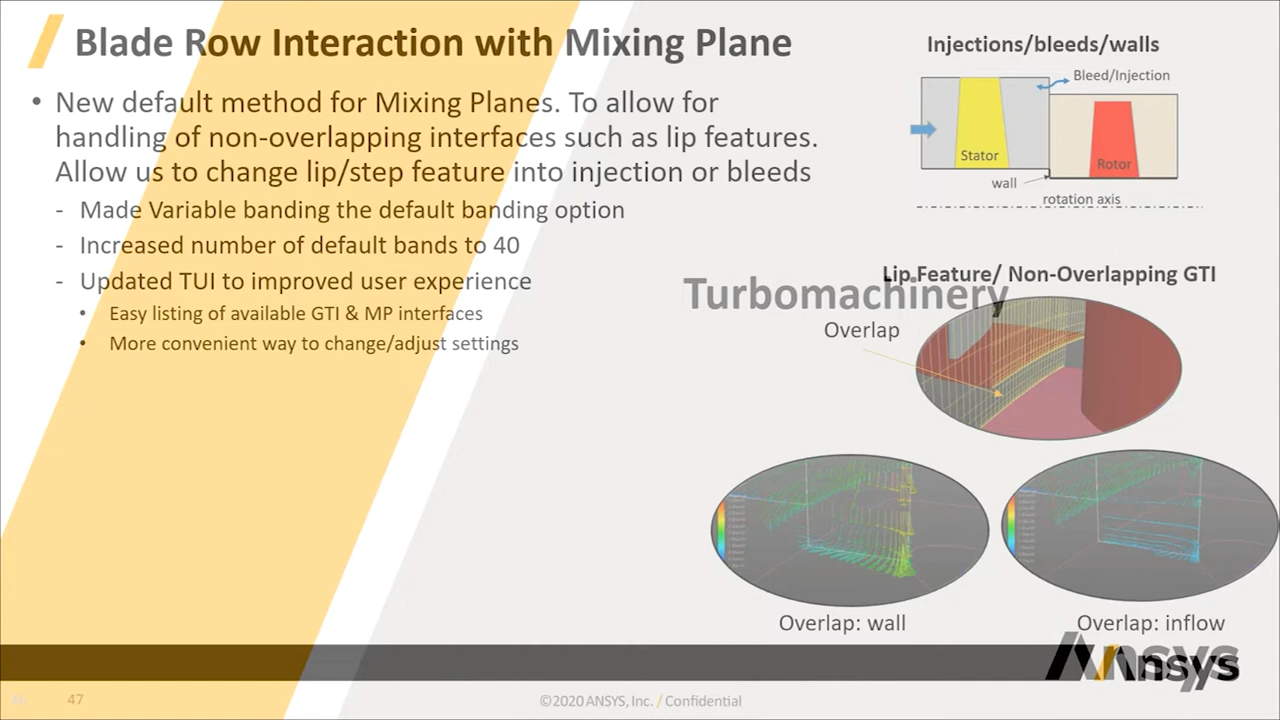 Blade Row Interaction with Mixing Plane
• New default method for Mixing Planes. To allow for
handling of non-overlapping interfaces such as lip features.
Allow us to change lip/step feature into injection or bleeds
- Made Variable banding the default banding option
- Increased number of default bands to 40
- Updated TUI to improved user experience
• Easy listing of available GTI & MP interfaces
• More convenient way to change/adjust settings
Injections/bleeds/walls
Bleed/Injection
Stator
Rotor
wall
rotation axis
Lip Feature/ Non-Overlapping GTI
Turbomachinery
Overlap
Overlap: wall
Overlap: inflow
Ansys
47
©2020 ANSYS, Inc. / Confidential